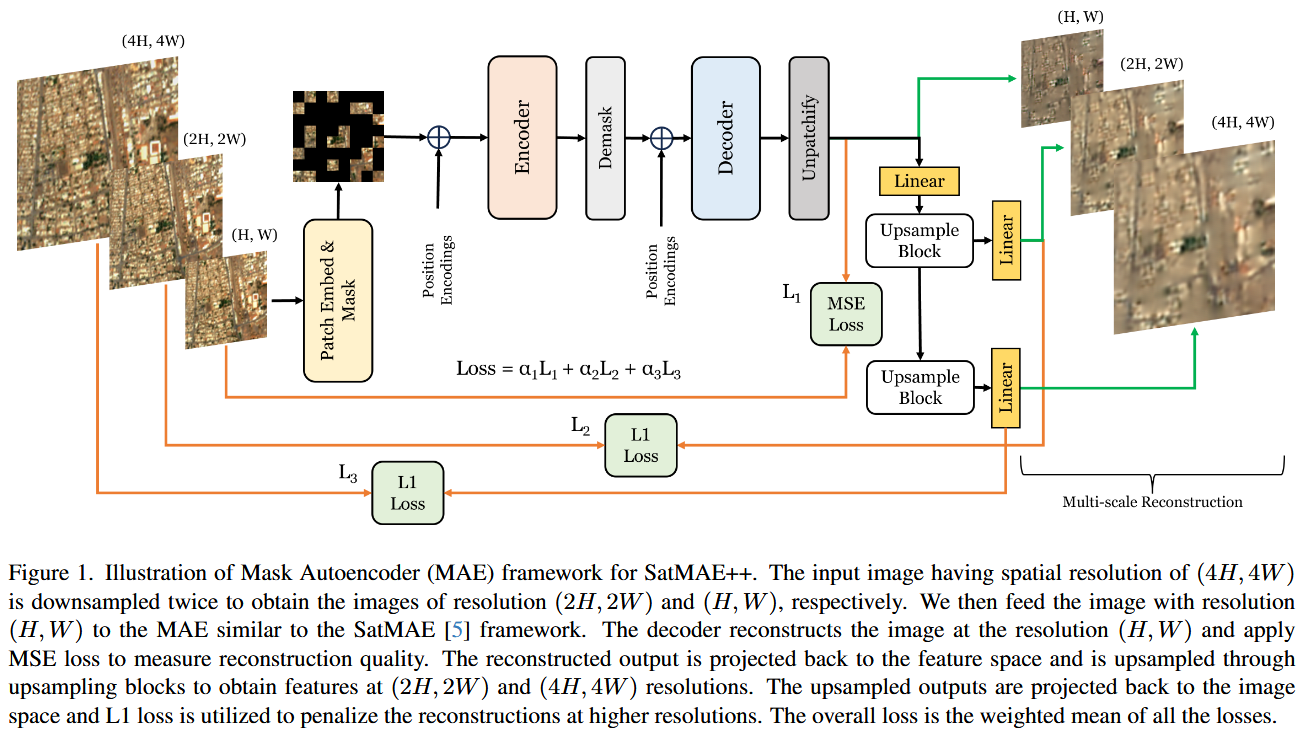 (4H, 4W)
(2H, 2W)
(H, W)
Patch Embed &
Mask
Position
Encodings
Encoder
Demask
Position
Encodings
Decoder
Unpatchify
Linear
Upsample
Block
Linear
Upsample
Block
Linear
(H, W)
(2H, 2W)
(4H, 4W)
L₁
MSE
Loss
Loss = α₁L₁ + α₂L₂ + α₃L₃
L₂
L1
Loss
L₃
L1
Loss
Multi-scale Reconstruction
Figure 1. Illustration of Mask Autoencoder (MAE) framework for SatMAE++. The input image having spatial resolution of (4H, 4W)
is downsampled twice to obtain the images of resolution (2H, 2W) and (H, W), respectively. We then feed the image with resolution
(H, W) to the MAE similar to the SatMAE [5] framework. The decoder reconstructs the image at the resolution (H, W) and apply
MSE loss to measure reconstruction quality. The reconstructed output is projected back to the feature space and is upsampled through
upsampling blocks to obtain features at (2H, 2W) and (4H, 4W) resolutions. The upsampled outputs are projected back to the image
space and L1 loss is utilized to penalize the reconstructions at higher resolutions. The overall loss is the weighted mean of all the losses.